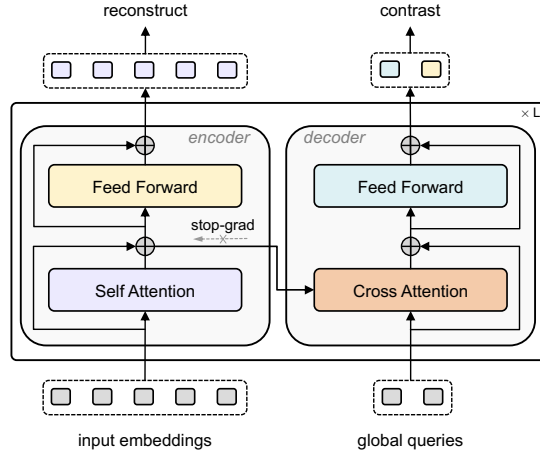 reconstruct
contrast
× L
encoder
decoder
Feed Forward
Feed Forward
stop-grad
Self Attention
Cross Attention
input embeddings
global queries